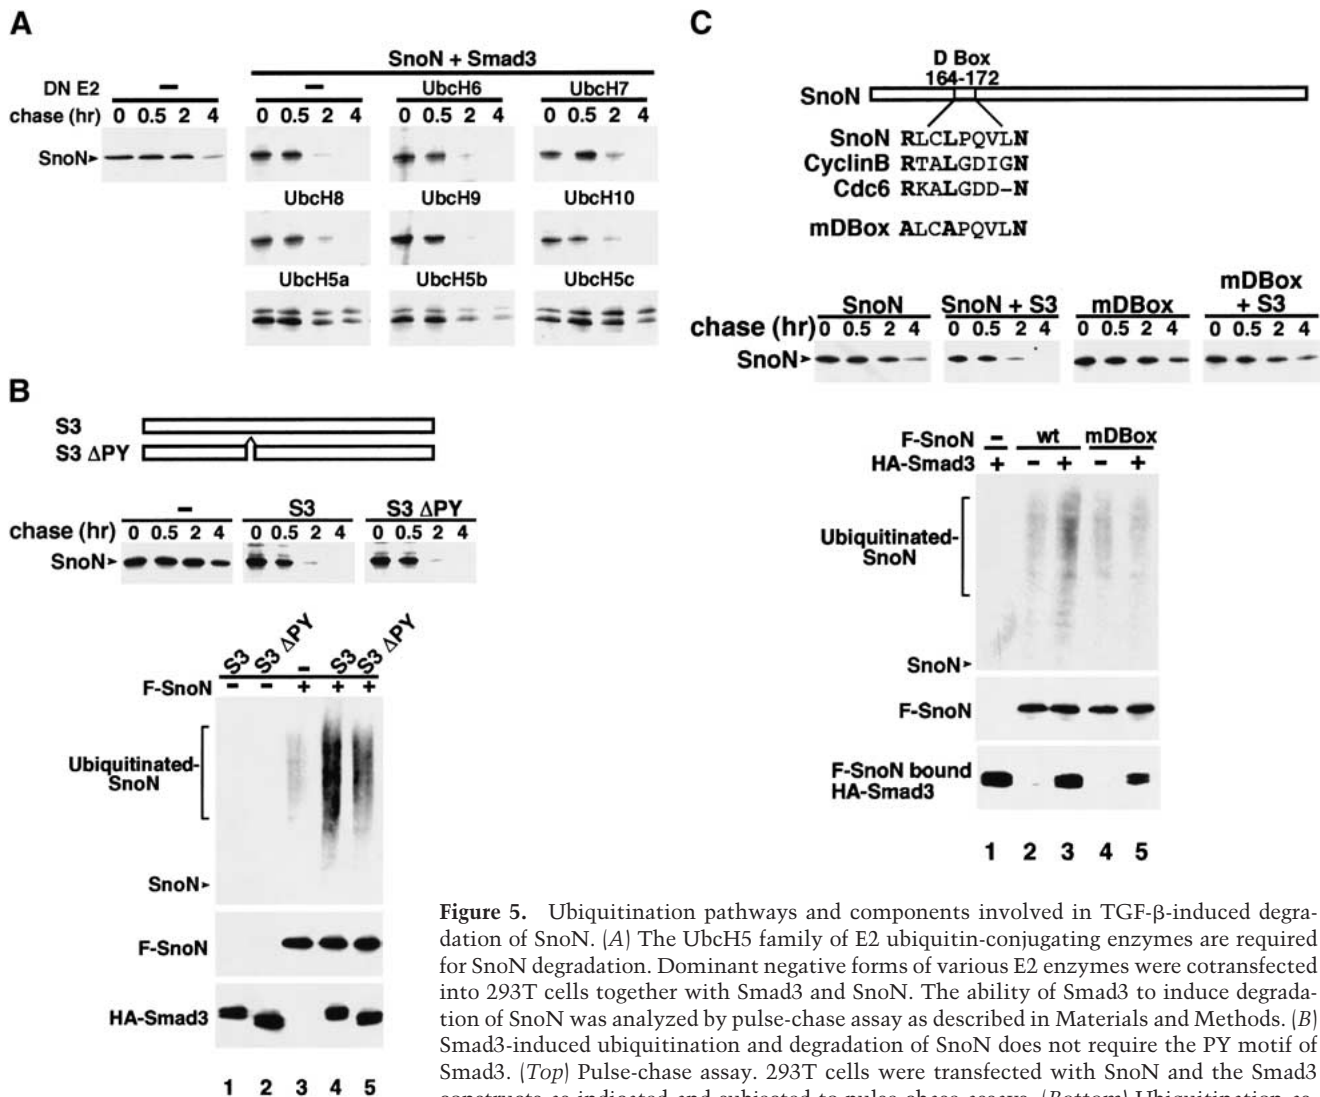 A
SnoN + Smad3
DN E2 – – UbcH6 UbcH7
chase (hr) 0 0.5 2 4 0 0.5 2 4 0 0.5 2 4 0 0.5 2 4
SnoN
UbcH8 UbcH9 UbcH10
UbcH5a UbcH5b UbcH5c
B
S3
S3 ΔPY
– S3 S3 ΔPY
chase (hr) 0 0.5 2 4 0 0.5 2 4 0 0.5 2 4
SnoN
S3 S3 ΔPY – S3 S3 ΔPY
F-SnoN – – + + +
Ubiquitinated-
SnoN
SnoN
F-SnoN
HA-Smad3
1 2 3 4 5
C
D Box
164-172
SnoN
SnoN RLCLPQVLN
CyclinB RTALGDIGN
Cdc6 RKALGDD-N
mDBox ALCAPQVLN
SnoN SnoN + S3 mDBox mDBox
+ S3
chase (hr) 0 0.5 2 4 0 0.5 2 4 0 0.5 2 4 0 0.5 2 4
SnoN
F-SnoN – wt mDBox
HA-Smad3 + – + – +
Ubiquitinated-
SnoN
SnoN
F-SnoN
F-SnoN bound
HA-Smad3
1 2 3 4 5
Figure 5. Ubiquitination pathways and components involved in TGF-β-induced degra-
dation of SnoN. (A) The UbcH5 family of E2 ubiquitin-conjugating enzymes are required
for SnoN degradation. Dominant negative forms of various E2 enzymes were cotransfected
into 293T cells together with Smad3 and SnoN. The ability of Smad3 to induce degrada-
tion of SnoN was analyzed by pulse-chase assay as described in Materials and Methods. (B)
Smad3-induced ubiquitination and degradation of SnoN does not require the PY motif of
Smad3. (Top) Pulse-chase assay. 293T cells were transfected with SnoN and the Smad3